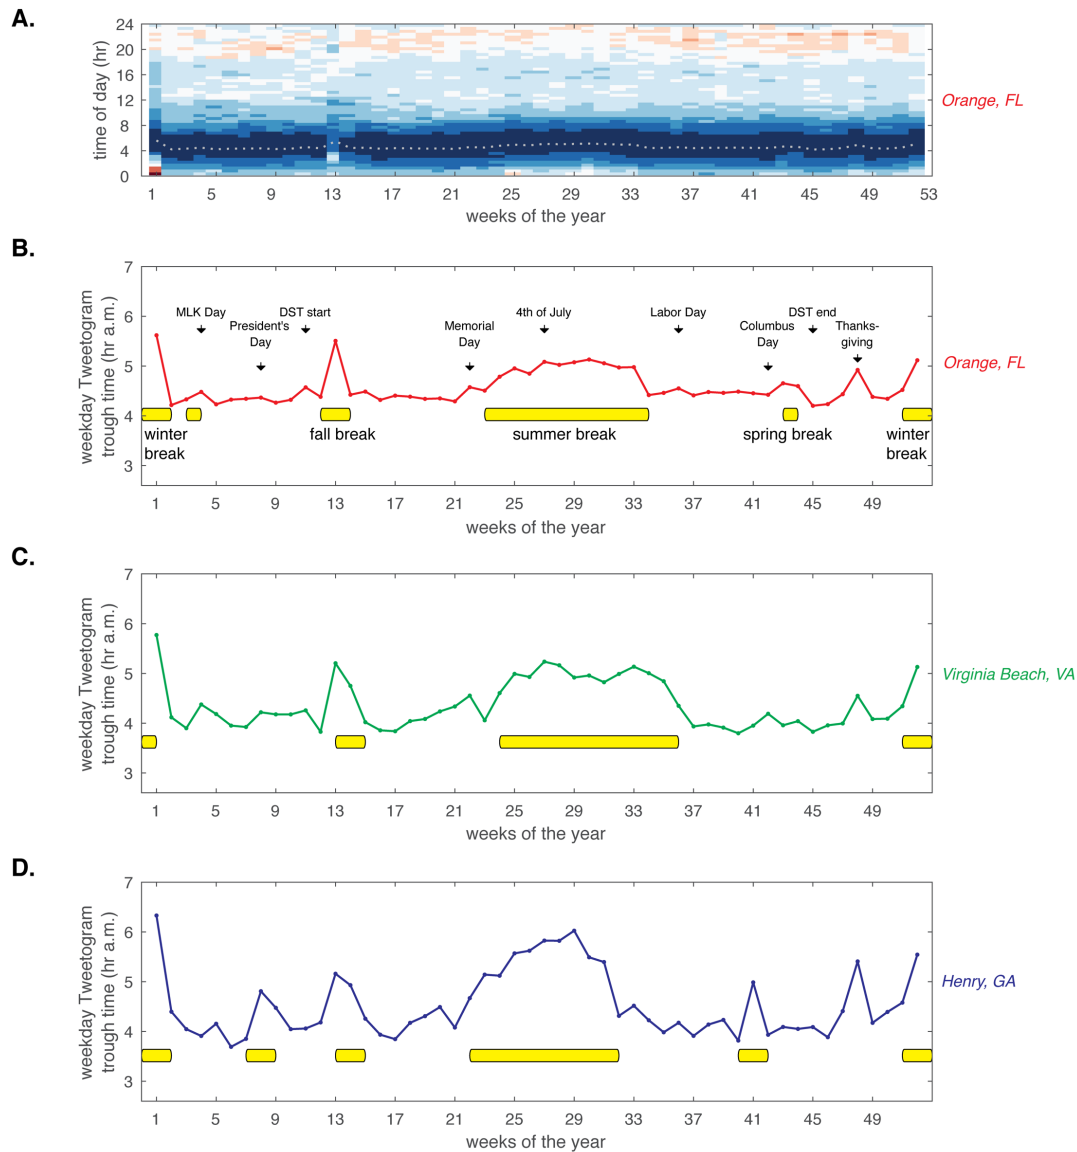 A.
24
20
16
12
8
4
0
time of day (hr)
Orange, FL
1 5 9 13 17 21 25 29 33 37 41 45 49 53
weeks of the year
B.
7
6
5
4
3
weekday Tweetogram
trough time (hr a.m.)
MLK Day
DST start
4th of July
Labor Day
DST end
President's
Day
Memorial
Day
Columbus
Day
Thanks-
giving
Orange, FL
winter
break
fall break
summer break
spring break
winter
break
1 5 9 13 17 21 25 29 33 37 41 45 49
weeks of the year
C.
7
6
5
4
3
weekday Tweetogram
trough time (hr a.m.)
Virginia Beach, VA
1 5 9 13 17 21 25 29 33 37 41 45 49
weeks of the year
D.
7
6
5
4
3
weekday Tweetogram
trough time (hr a.m.)
Henry, GA
1 5 9 13 17 21 25 29 33 37 41 45 49
weeks of the year